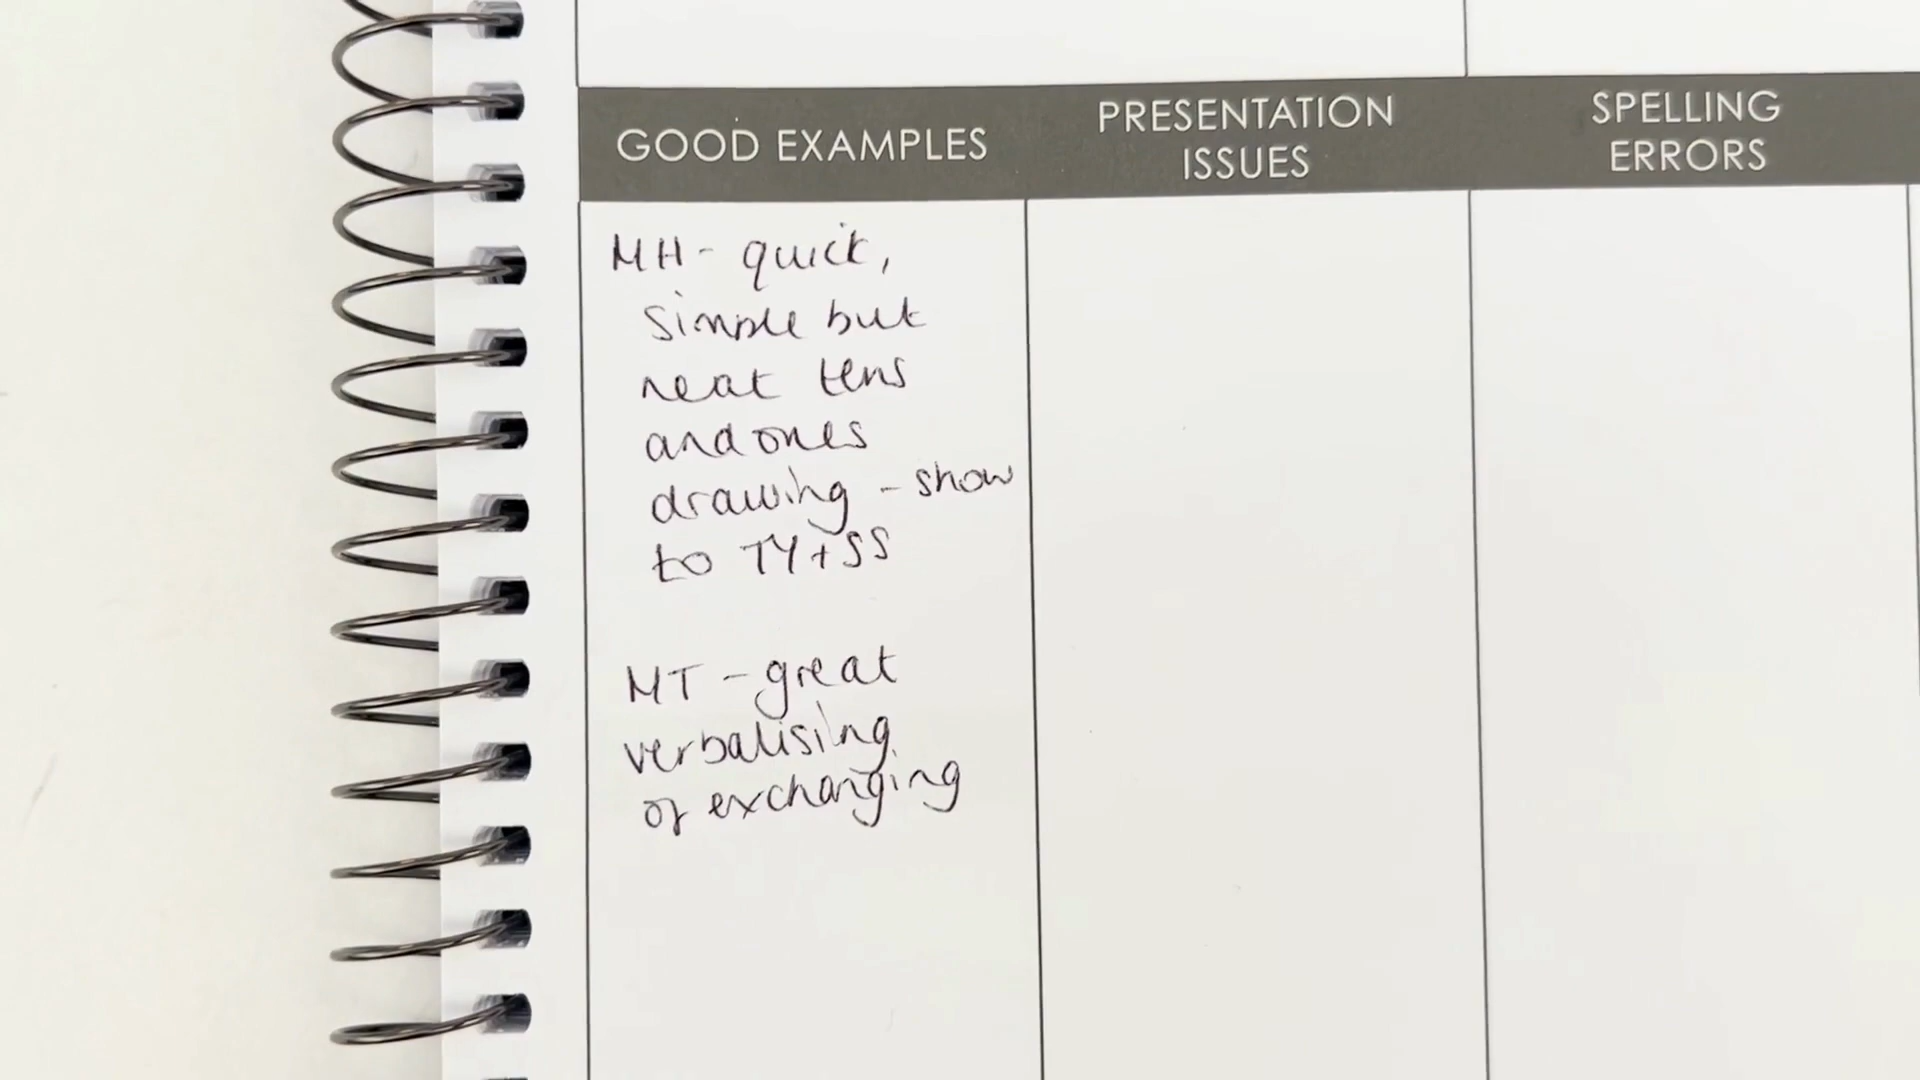 GOOD EXAMPLES
PRESENTATION
ISSUES
SPELLING
ERRORS
MH - quick,
simple but
neat tens
and ones
drawing - show
to TY + SS
MT - great
verbalising
of exchanging